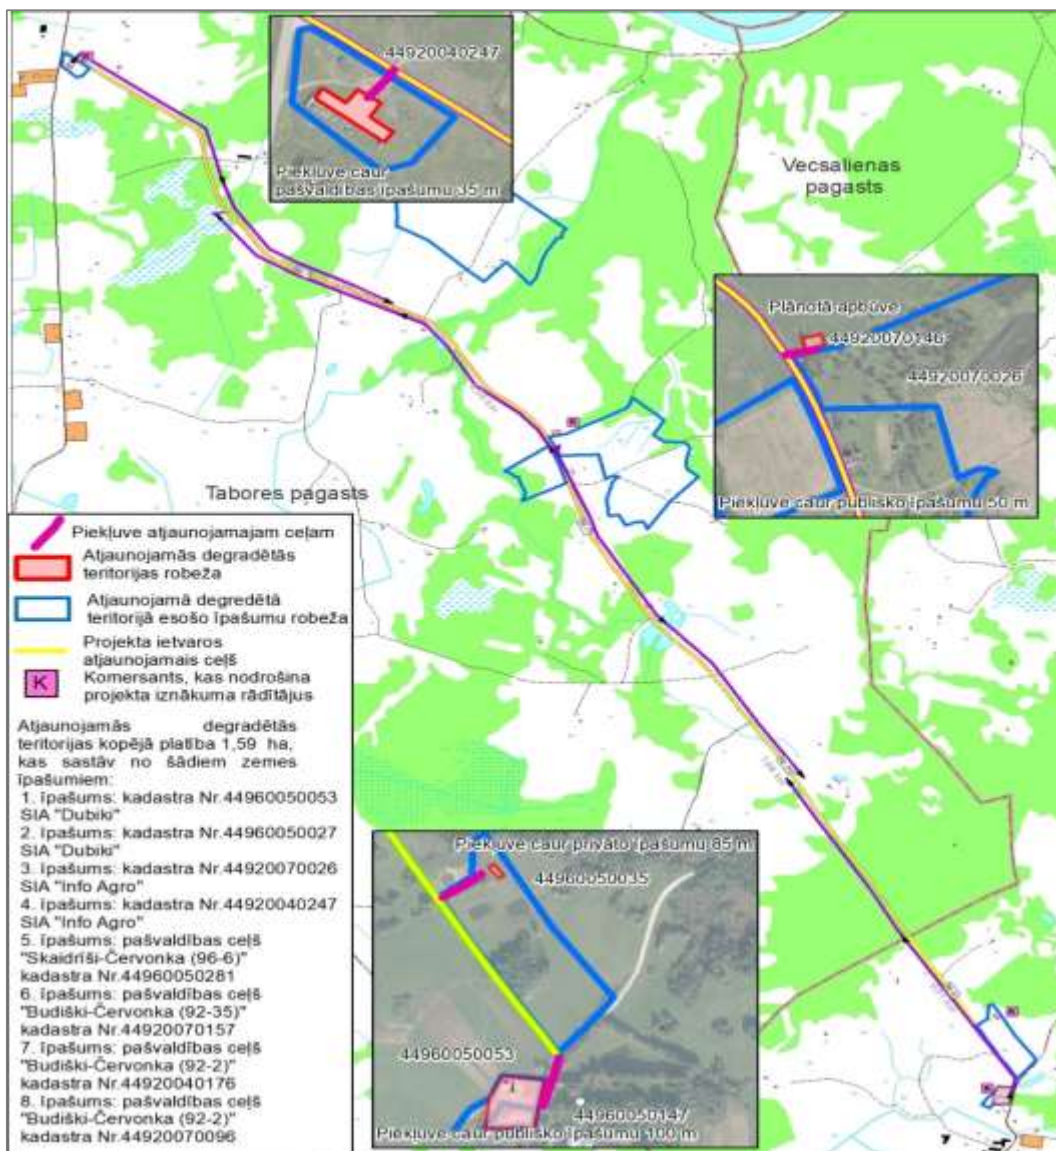 44920040247
Piekļuve caur
pašvaldības īpašumu 35 m
Vecsalienas
pagasts
Plānotā apbūve
44920070146
44920070026
Piekļuve caur publisko īpašumu 50 m
Tabores pagasts
Piekļuve atjaunojamajam ceļam
Atjaunojamās degradētās
teritorijas robeža
Atjaunojamā degredētā
teritorijā esošo īpašumu robeža
Projekta ietvaros
atjaunojamais ceļš
K
Komersants, kas nodrošina
projekta iznākuma rādītājus
Atjaunojamās degradētās
teritorijas kopējā platība 1,59 ha,
kas sastāv no šādiem zemes
īpašumiem:
1. īpašums: kadastra Nr.44960050053
SIA "Dubiki"
2. īpašums: kadastra Nr.44960050027
SIA "Dubiki"
3. īpašums: kadastra Nr.44920070026
SIA "Info Agro"
4. īpašums: kadastra Nr.44920040247
SIA "Info Agro"
5. īpašums: pašvaldības ceļš
"Skaidrīši-Červonka (96-6)"
kadastra Nr.44960050281
6. īpašums: pašvaldības ceļš
"Budiški-Červonka (92-35)"
kadastra Nr.44920070157
7. īpašums: pašvaldības ceļš
"Budiški-Červonka (92-2)"
kadastra Nr.44920040176
8. īpašums: pašvaldības ceļš
"Budiški-Červonka (92-2)"
kadastra Nr.44920070096
Piekļuve caur privāto īpašumu 85 m
44960050035
44960050053
44960050147
Piekļuve caur publisko īpašumu 100 m